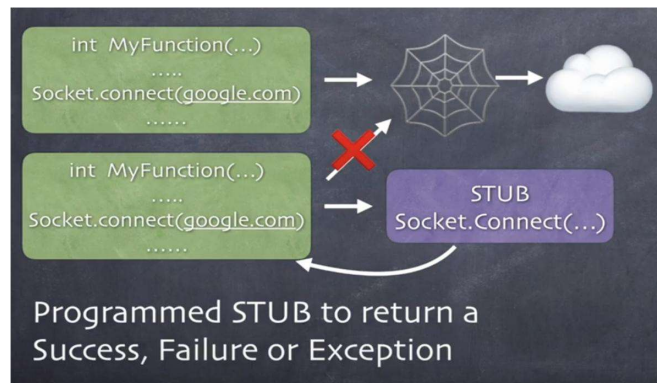 int MyFunction(...)
.....
Socket.connect(google.com)
......
int MyFunction(...)
.....
Socket.connect(google.com)
......
STUB
Socket.Connect(...)
Programmed STUB to return a
Success, Failure or Exception